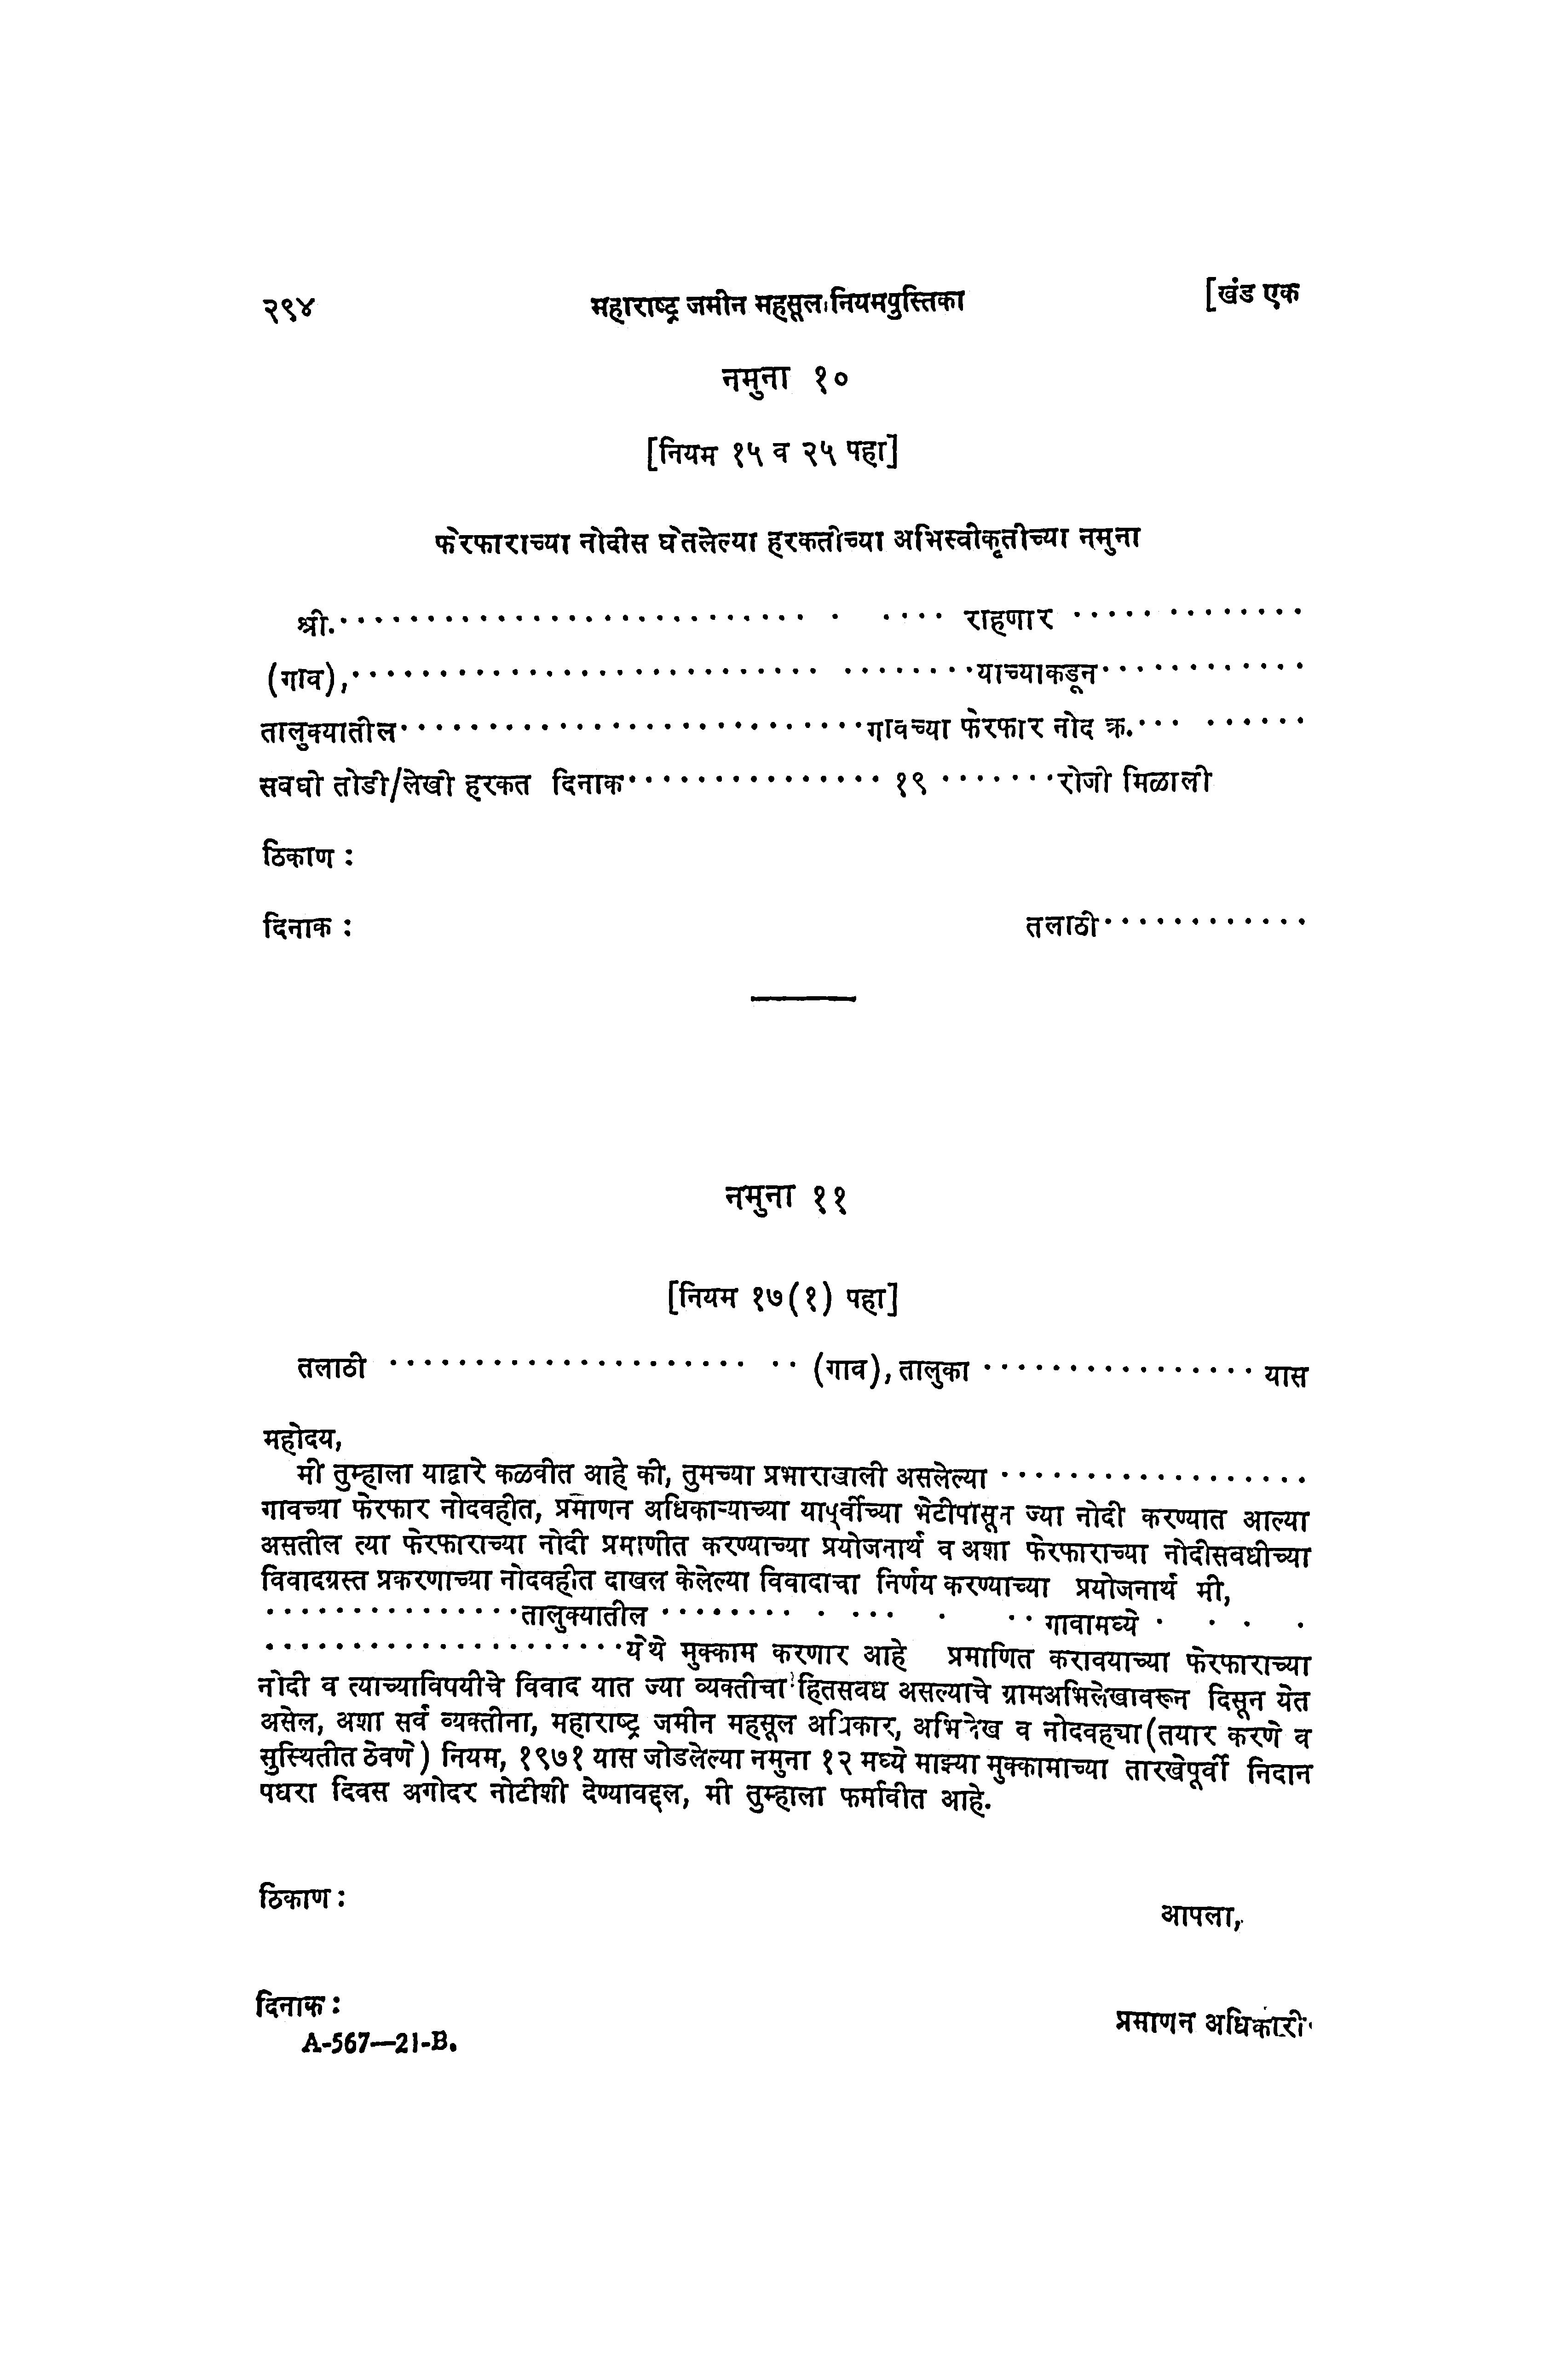 २९४ महाराष्ट्र जमीन महसूल नियमपुस्तिका [खंड एक
नमुना १०
[नियम १५ व २५ पहा]
फेरफाराच्या नोदीस घेतलेल्या हरकतीच्या अभिस्वीकृतीच्या नमुना
श्री.............................. .... राहणार ..............
(गाव),........................... ........याच्याकडून............
तालुक्यातील...........................गावच्या फेरफार नोद क्र.... ......
सबधी तोडी/लेखी हरकत दिनाक............... १९ .......रोजी मिळाली
ठिकाण :
दिनाक : तलाठी............
नमुना ११
[नियम १७(१) पहा]
तलाठी ..................... .. (गाव), तालुका ................ यास
महोदय,
मी तुम्हाला याद्वारे कळवीत आहे की, तुमच्या प्रभाराखाली असलेल्या ..................
गावच्या फेरफार नोदवहीत, प्रमाणन अधिकाऱ्याच्या यापूर्वीच्या भेटीपासून ज्या नोदी करण्यात आल्या
असतील त्या फेरफाराच्या नोदी प्रमाणीत करण्याच्या प्रयोजनार्थ व अशा फेरफाराच्या नोदीसबधीच्या
विवादग्रस्त प्रकरणाच्या नोदवहीत दाखल केलेल्या विवादाचा निर्णय करण्याच्या प्रयोजनार्थ मी,
...............तालुक्यातील ........ . ... . .. गावामध्ये . . . .
.....................येथे मुक्काम करणार आहे प्रमाणित करावयाच्या फेरफाराच्या
नोदी व त्याच्याविषयीचे विवाद यात ज्या व्यक्तीचा हितसबध असल्याचे ग्रामअभिलेखावरून दिसून येत
असेल, अशा सर्व व्यक्तीना, महाराष्ट्र जमीन महसूल अधिकार, अभिलेख व नोदवह्या (तयार करणे व
सुस्थितीत ठेवणे) नियम, १९७१ यास जोडलेल्या नमुना १२ मध्ये माझ्या मुक्कामाच्या तारखेपूर्वी निदान
पधरा दिवस अगोदर नोटीशी देण्याबद्दल, मी तुम्हाला फर्मावीत आहे.
ठिकाण :
आपला,
दिनाक :
प्रमाणन अधिकारी
A-567—21-B.